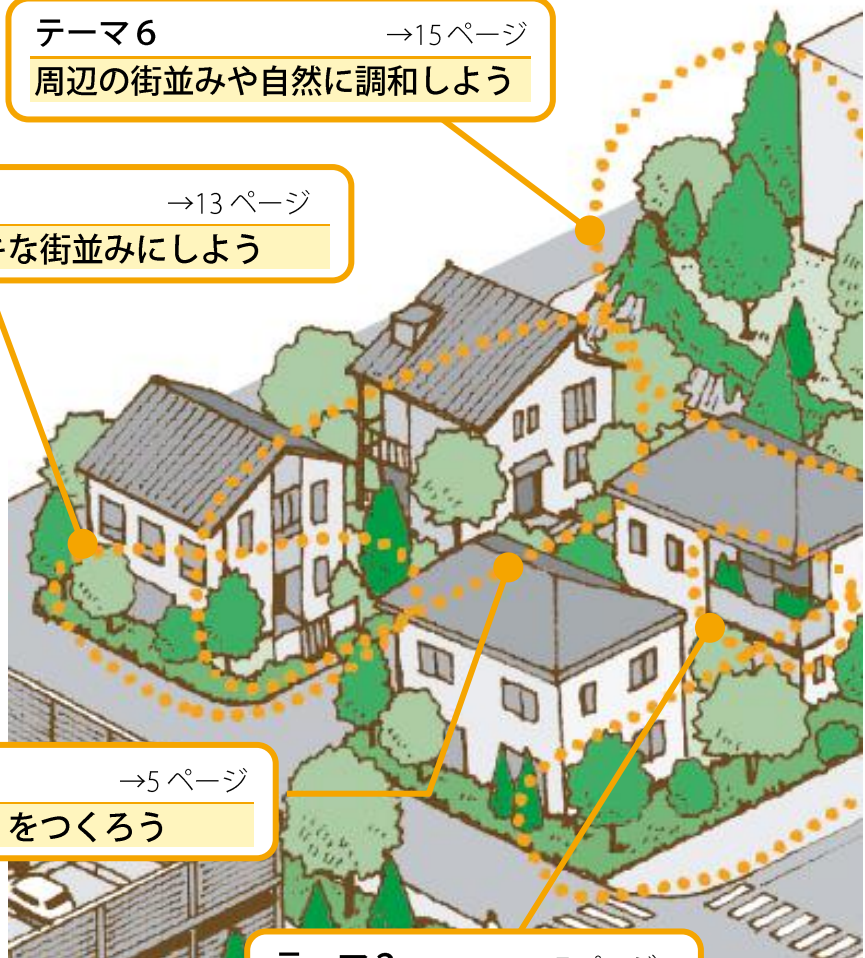 テーマ6 →15ページ
周辺の街並みや自然に調和しよう
→13ページ
な街並みにしよう
→5ページ
をつくろう